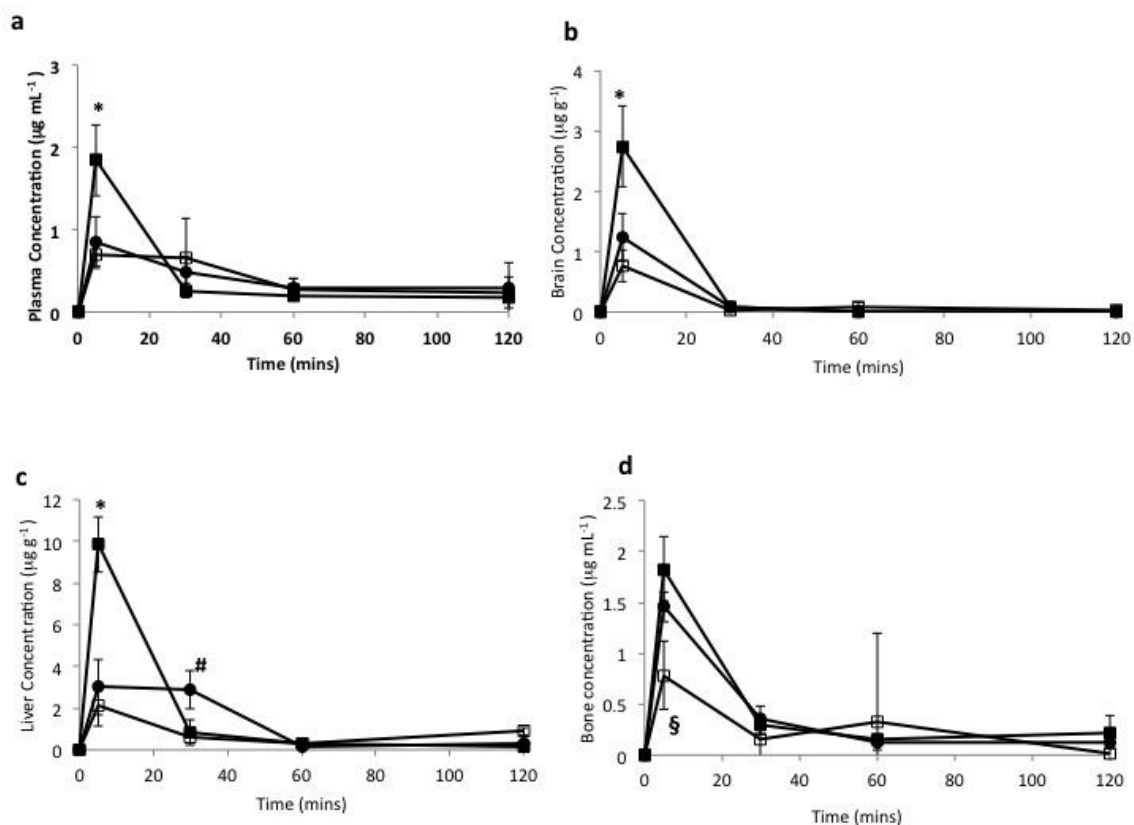 a
Plasma Concentration (µg mL⁻¹)
3
2
1
0
*
0 20 40 60 80 100 120
Time (mins)
b
Brain Concentration (µg g⁻¹)
4
3
2
1
0
*
0 20 40 60 80 100 120
Time (mins)
c
Liver Concentration (µg g⁻¹)
12
10
8
6
4
2
0
*
#
0 20 40 60 80 100 120
Time (mins)
d
Bone concentration (µg mL⁻¹)
2.5
2
1.5
1
0.5
0
§
0 20 40 60 80 100 120
Time (mins)